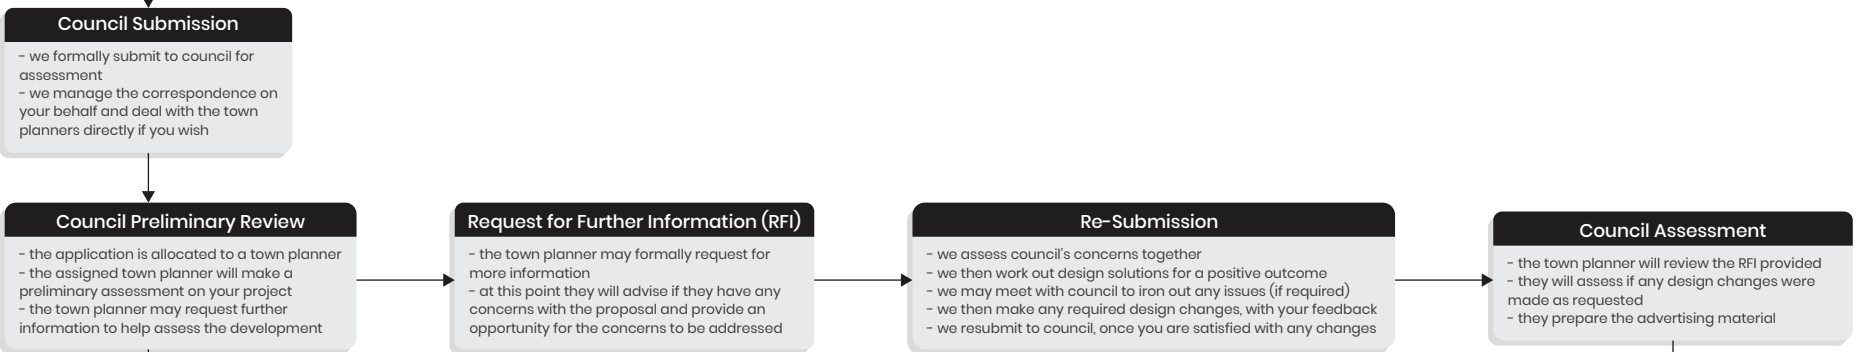 Council Submission
- we formally submit to council for
assessment
- we manage the correspondence on
your behalf and deal with the town
planners directly if you wish
Council Preliminary Review
- the application is allocated to a town planner
- the assigned town planner will make a
preliminary assessment on your project
- the town planner may request further
information to help assess the development
Request for Further Information (RFI)
- the town planner may formally request for
more information
- at this point they will advise if they have any
concerns with the proposal and provide an
opportunity for the concerns to be addressed
Re-Submission
- we assess council's concerns together
- we then work out design solutions for a positive outcome
- we may meet with council to iron out any issues (if required)
- we then make any required design changes, with your feedback
- we resubmit to council, once you are satisfied with any changes
Council Assessment
- the town planner will review the RFI provided
- they will assess if any design changes were
made as requested
- they prepare the advertising material